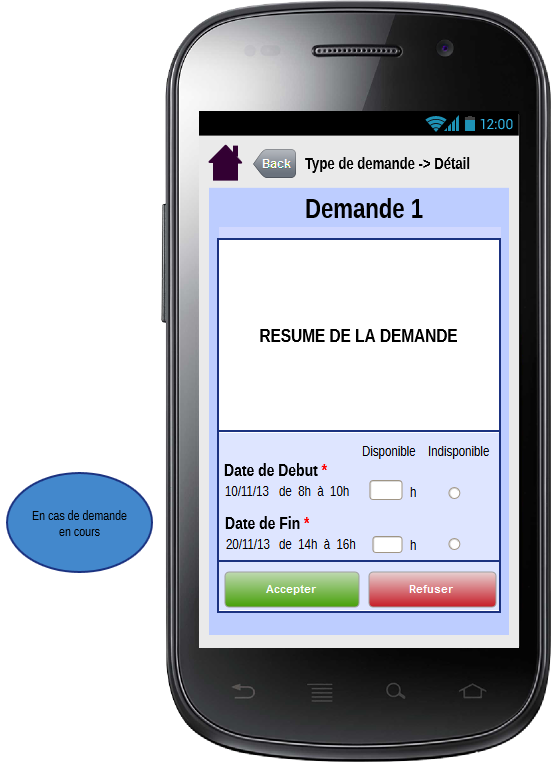 12:00
Back Type de demande -> Détail
Demande 1
RESUME DE LA DEMANDE
Disponible Indisponible
Date de Debut *
10/11/13 de 8h à 10h h
En cas de demande
en cours
Date de Fin *
20/11/13 de 14h à 16h h
Accepter Refuser